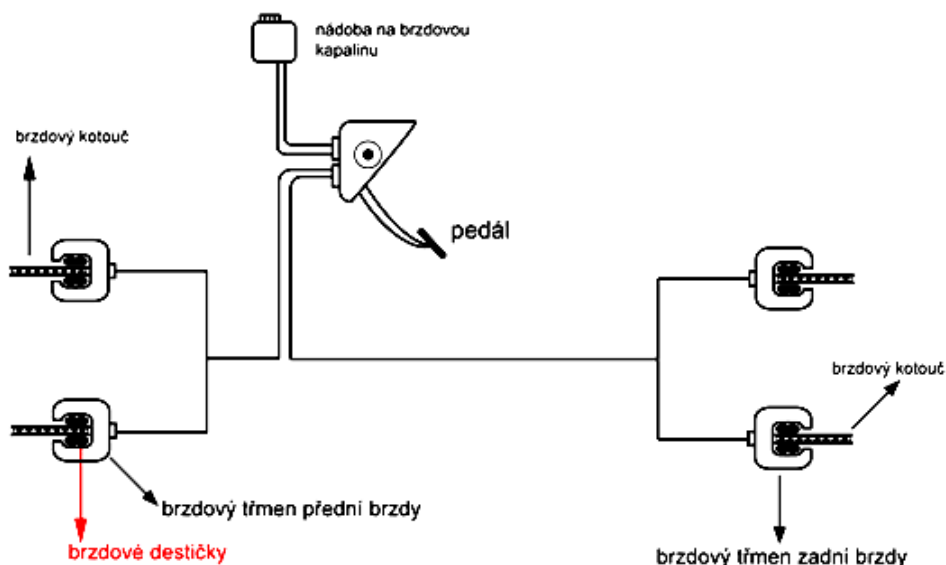 nádoba na brzdovou
kapalinu
brzdový kotouč
pedál
brzdový kotouč
brzdový třmen přední brzdy
brzdové destičky
brzdový třmen zadní brzdy